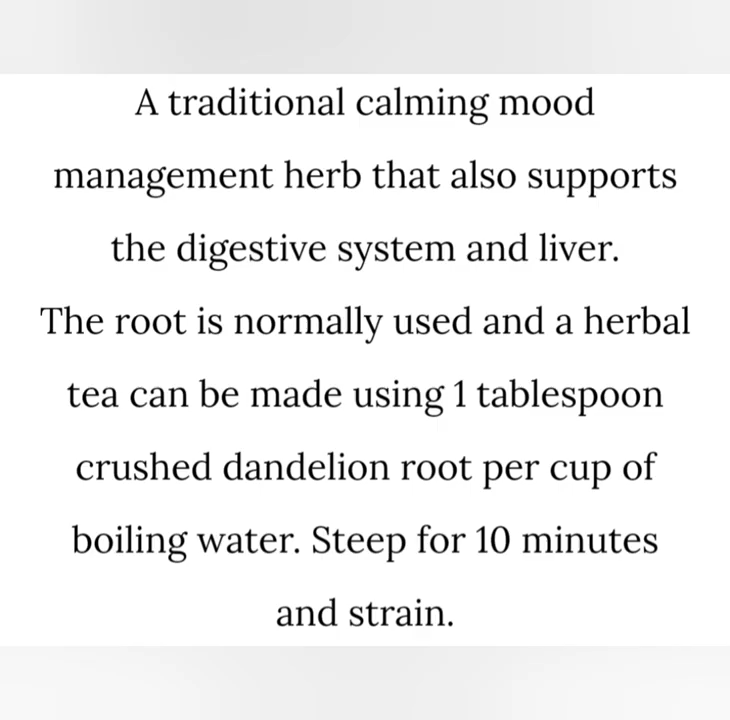 A traditional calming mood
management herb that also supports
the digestive system and liver.
The root is normally used and a herbal
tea can be made using 1 tablespoon
crushed dandelion root per cup of
boiling water. Steep for 10 minutes
and strain.